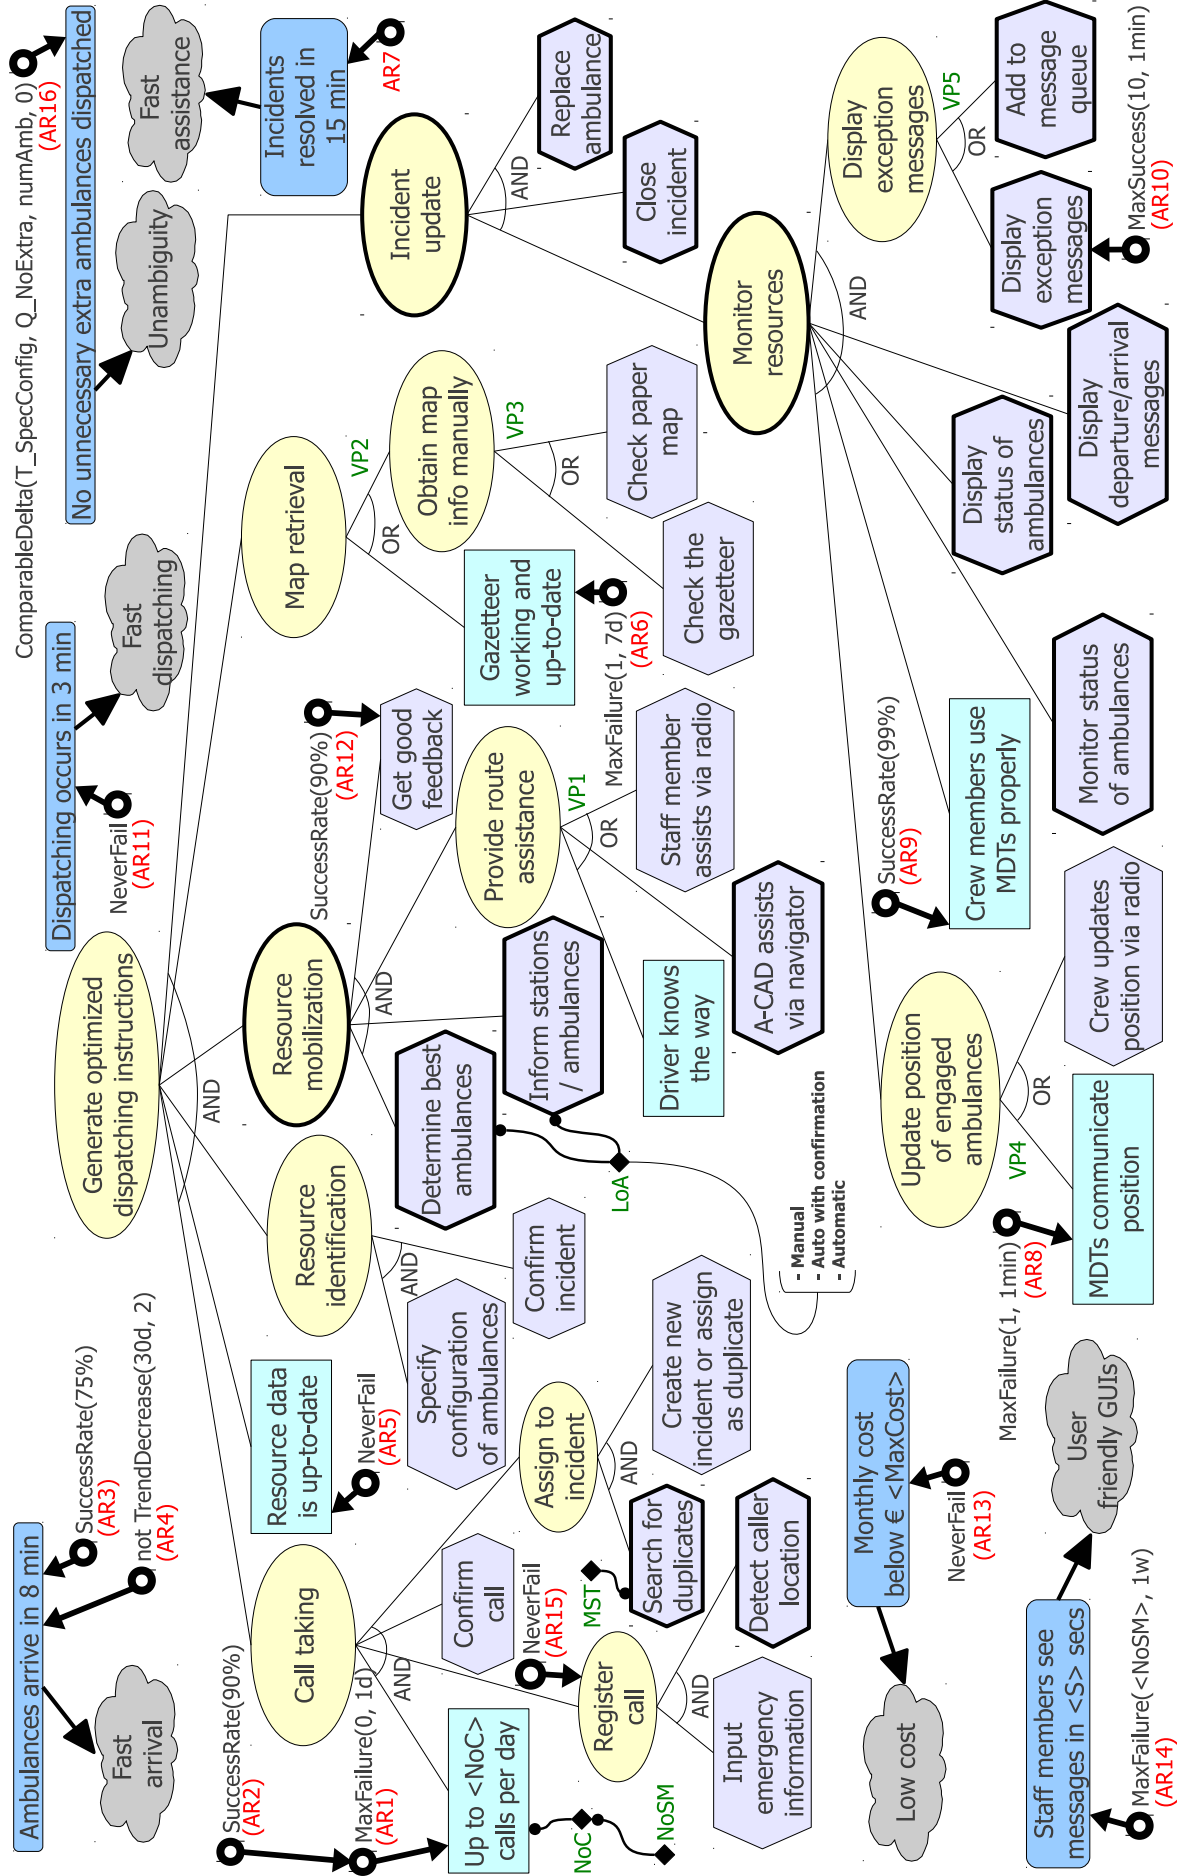 Ambulances arrive in 8 min
Fast
arrival
SuccessRate(75%)
(AR3)
not TrendDecrease(30d, 2)
(AR4)
Generate optimized
dispatching instructions
AND
Dispatching occurs in 3 min
NeverFail
(AR11)
Fast
dispatching
ComparableDelta(T_SpecConfig, Q_NoExtra, numAmb, 0)
(AR16)
No unnecessary extra ambulances dispatched
Unambiguity
Fast
assistance
Incidents
resolved in
15 min
AR7
SuccessRate(90%)
(AR2)
MaxFailure(0, 1d)
(AR1)
Call taking
AND
Resource data
is up-to-date
NeverFail
(AR5)
Resource
identification
AND
Specify
configuration
of ambulances
Confirm
incident
Resource
mobilization
AND
SuccessRate(90%)
(AR12)
Get good
feedback
Map retrieval
VP2
OR
Obtain map
info manually
VP3
OR
Gazetteer
working and
up-to-date
MaxFailure(1, 7d)
(AR6)
Check the
gazetteer
Check paper
map
Incident
update
AND
Replace
ambulance
Close
incident
Up to <NoC>
calls per day
NoC
NoSM
Confirm
call
NeverFail
(AR15)
Register
call
AND
Input
emergency
information
Detect caller
location
Assign to
incident
AND
MST
Search for
duplicates
Create new
incident or assign
as duplicate
Determine best
ambulances
Inform stations
/ ambulances
LoA
- Manual
- Auto with confirmation
- Automatic
Provide route
assistance
VP1
OR
Driver knows
the way
A-CAD assists
via navigator
Staff member
assists via radio
Monitor
resources
AND
Low cost
Monthly cost
below € <MaxCost>
NeverFail
(AR13)
Staff members see
messages in <S> secs
MaxFailure(<NoSM>, 1w)
(AR14)
User
friendly GUIs
Update position
of engaged
ambulances
VP4
OR
MaxFailure(1, 1min)
(AR8)
MDTs communicate
position
Crew updates
position via radio
SuccessRate(99%)
(AR9)
Crew members use
MDTs properly
Monitor status
of ambulances
Display
status of
ambulances
Display
departure/arrival
messages
Display
exception
messages
VP5
OR
Display
exception
messages
Add to
message
queue
MaxSuccess(10, 1min)
(AR10)